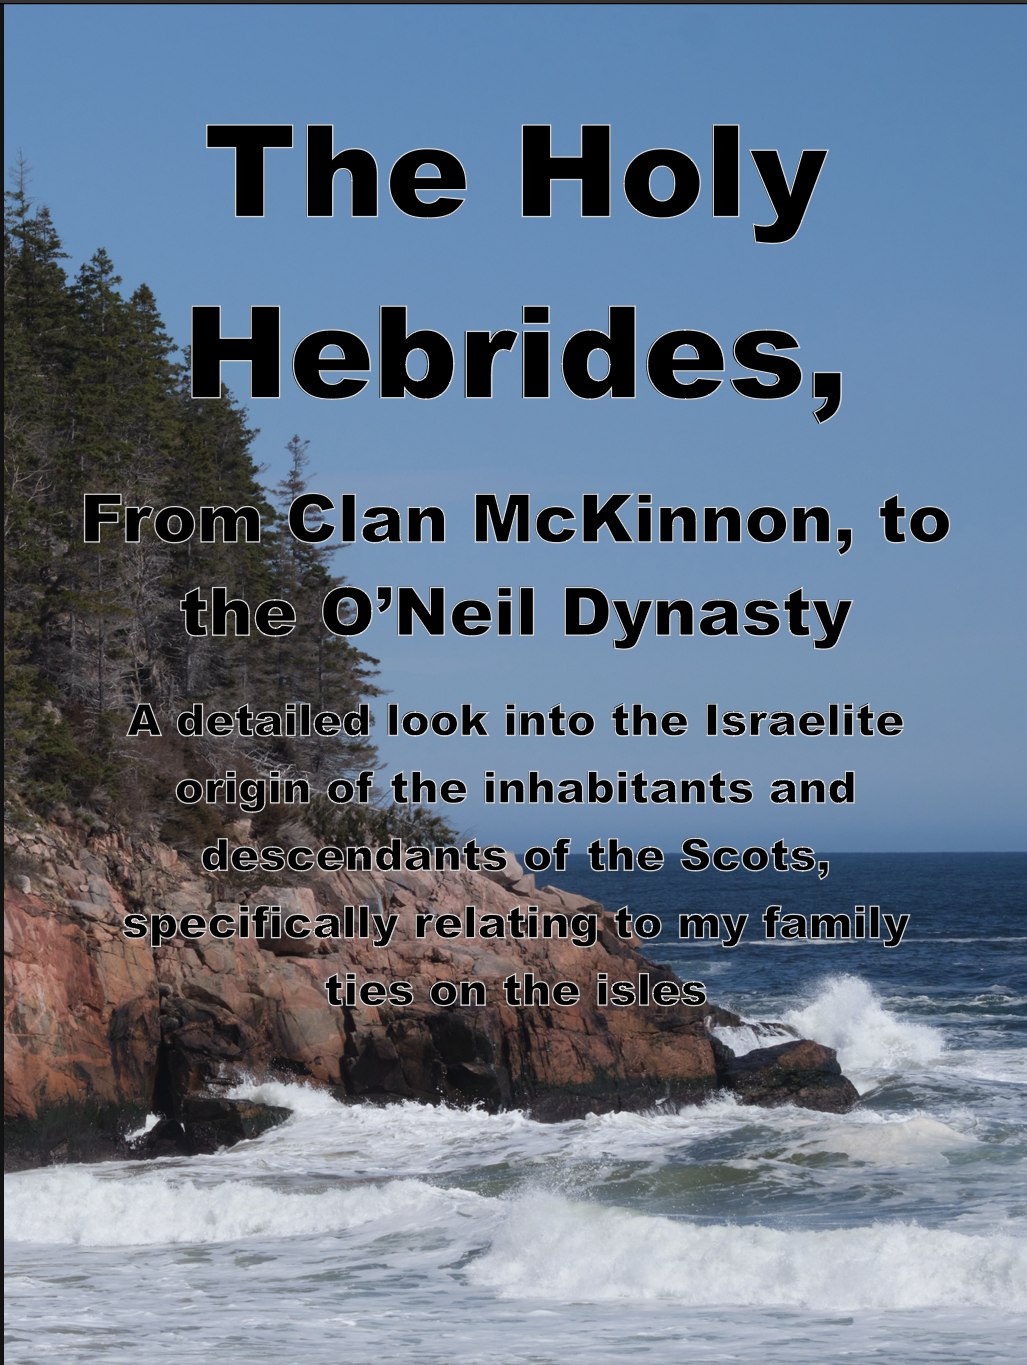 The Holy
Hebrides,
From Clan McKinnon, to
the O’Neil Dynasty
A detailed look into the Israelite
origin of the inhabitants and
descendants of the Scots,
specifically relating to my family
ties on the isles